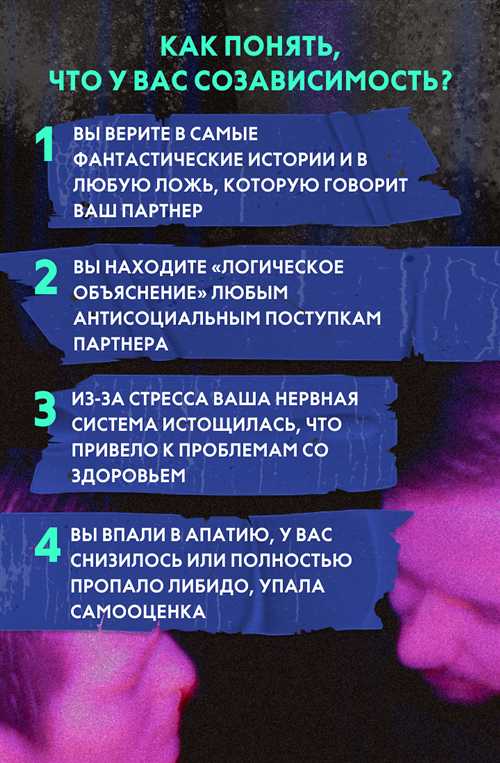 КАК ПОНЯТЬ,
ЧТО У ВАС СОЗАВИСИМОСТЬ?
1 ВЫ ВЕРИТЕ В САМЫЕ
ФАНТАСТИЧЕСКИЕ ИСТОРИИ И В
ЛЮБУЮ ЛОЖЬ, КОТОРУЮ ГОВОРИТ
ВАШ ПАРТНЕР
2 ВЫ НАХОДИТЕ «ЛОГИЧЕСКОЕ
ОБЪЯСНЕНИЕ» ЛЮБЫМ
АНТИСОЦИАЛЬНЫМ ПОСТУПКАМ
ПАРТНЕРА
3 ИЗ-ЗА СТРЕССА ВАША НЕРВНАЯ
СИСТЕМА ИСТОЩИЛАСЬ, ЧТО
ПРИВЕЛО К ПРОБЛЕМАМ СО
ЗДОРОВЬЕМ
4 ВЫ ВПАЛИ В АПАТИЮ, У ВАС
СНИЗИЛОСЬ ИЛИ ПОЛНОСТЬЮ
ПРОПАЛО ЛИБИДО, УПАЛА
САМООЦЕНКА